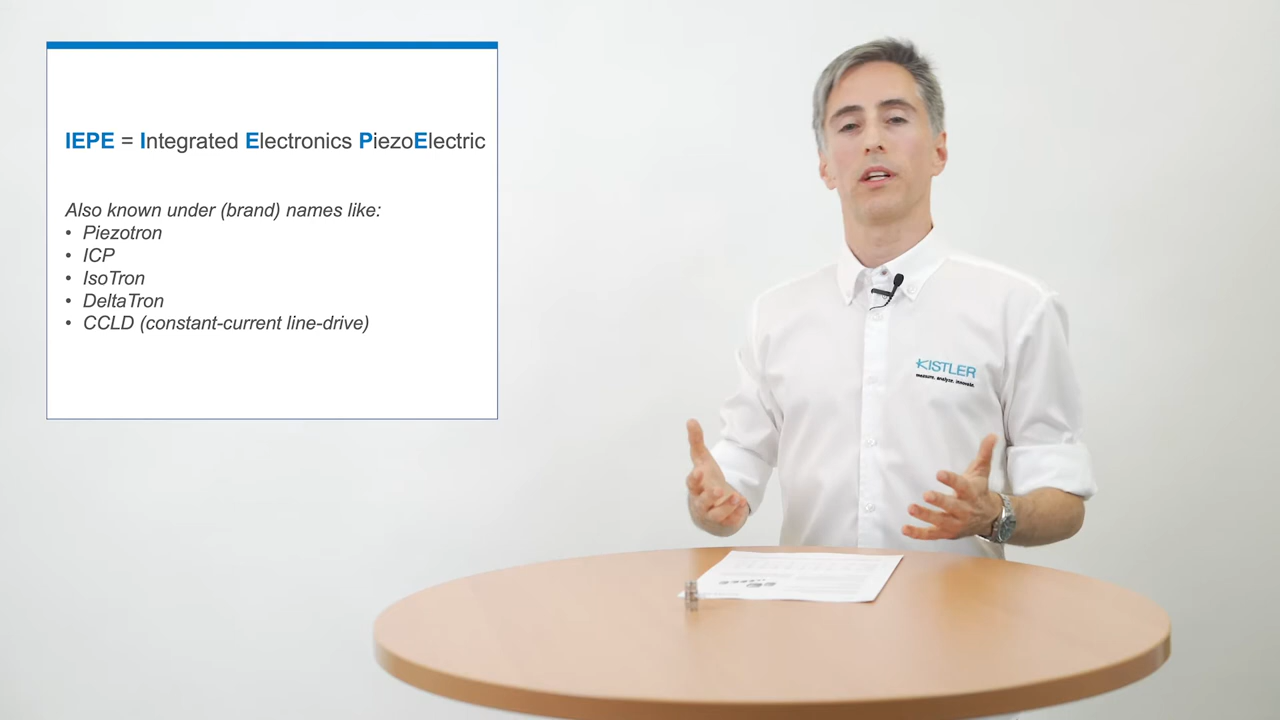 IEPE = Integrated Electronics PiezoElectric
Also known under (brand) names like:
• Piezotron
• ICP
• IsoTron
• DeltaTron
• CCLD (constant-current line-drive)
KISTLER
measure. analyze. innovate.